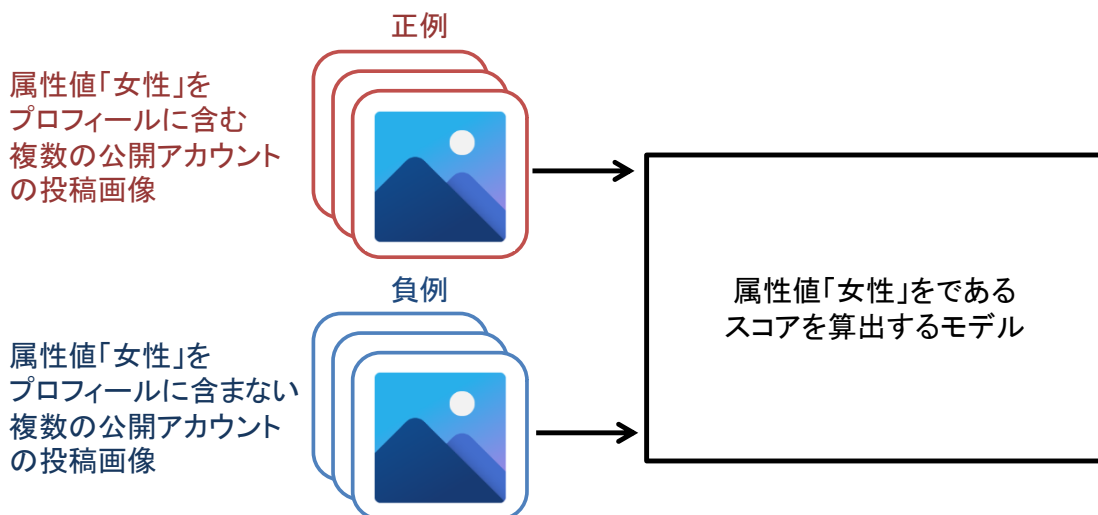 正例
属性値「女性」を
プロフィールに含む
複数の公開アカウント
の投稿画像
負例
属性値「女性」を
プロフィールに含まない
複数の公開アカウント
の投稿画像
属性値「女性」をである
スコアを算出するモデル